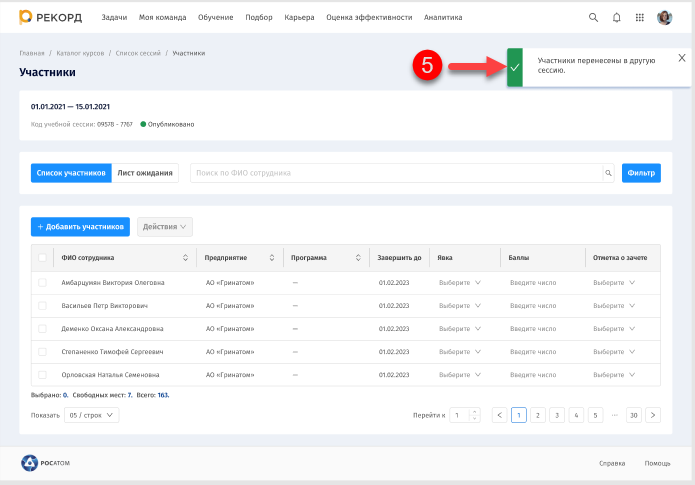 РЕКОРД Задачи Моя команда Обучение Подбор Карьера Оценка эффективности Аналитика
Главная / Каталог курсов / Список сессий / Участники
Участники
5
Участники перенесены в другую
сессию.
01.01.2021 — 15.01.2021
Код учебной сессии: 09578 - 7767 Опубликовано
Список участников Лист ожидания Поиск по ФИО сотрудника Фильтр
+ Добавить участников Действия
ФИО сотрудника Предприятие Программа Завершить до Явка Баллы Отметка о зачете
Амбарцумян Виктория Олеговна АО «Гринатом» — 01.02.2023 Выберите Введите число Выберите
Васильев Петр Викторович АО «Гринатом» — 01.02.2023 Выберите Введите число Выберите
Деменко Оксана Александровна АО «Гринатом» — 01.02.2023 Выберите Введите число Выберите
Степаненко Тимофей Сергеевич АО «Гринатом» — 01.02.2023 Выберите Введите число Выберите
Орловская Наталья Семеновна АО «Гринатом» — 01.02.2023 Выберите Введите число Выберите
Выбрано: 0. Свободных мест: 7. Всего: 163.
Показать 05 / строк Перейти к 1 < 1 2 3 4 5 ··· 30 >
РОСАТОМ Справка Помощь